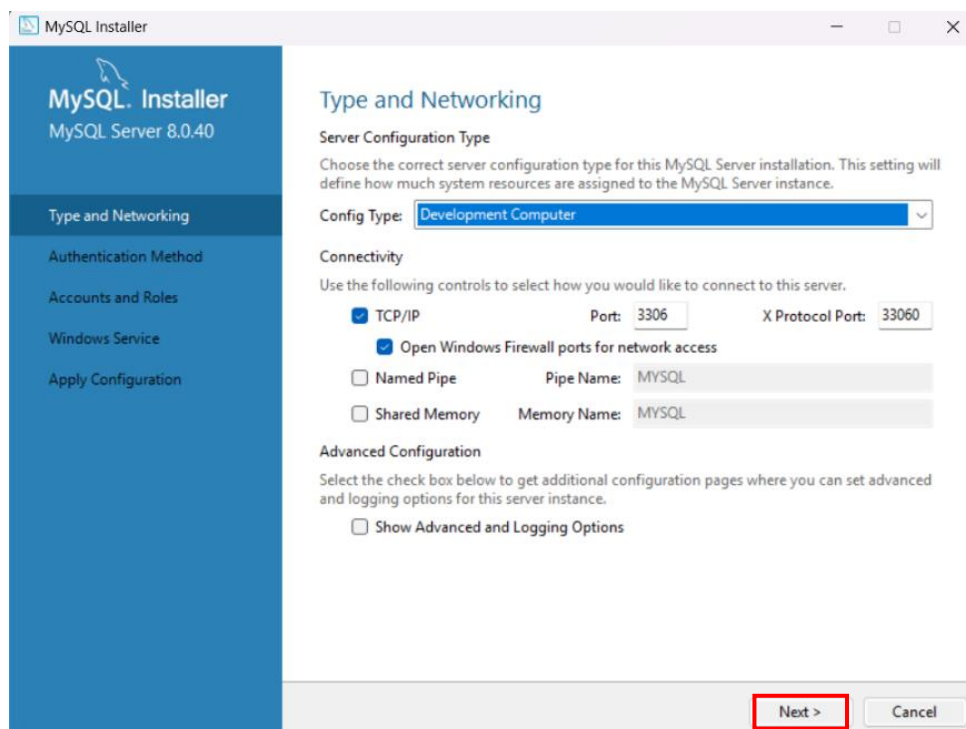 MySQL Installer
MySQL. Installer
MySQL Server 8.0.40
Type and Networking
Authentication Method
Accounts and Roles
Windows Service
Apply Configuration
Type and Networking
Server Configuration Type
Choose the correct server configuration type for this MySQL Server installation. This setting will
define how much system resources are assigned to the MySQL Server instance.
Config Type: Development Computer
Connectivity
Use the following controls to select how you would like to connect to this server.
TCP/IP Port: 3306 X Protocol Port: 33060
Open Windows Firewall ports for network access
Named Pipe Pipe Name: MYSQL
Shared Memory Memory Name: MYSQL
Advanced Configuration
Select the check box below to get additional configuration pages where you can set advanced
and logging options for this server instance.
Show Advanced and Logging Options
Next > Cancel